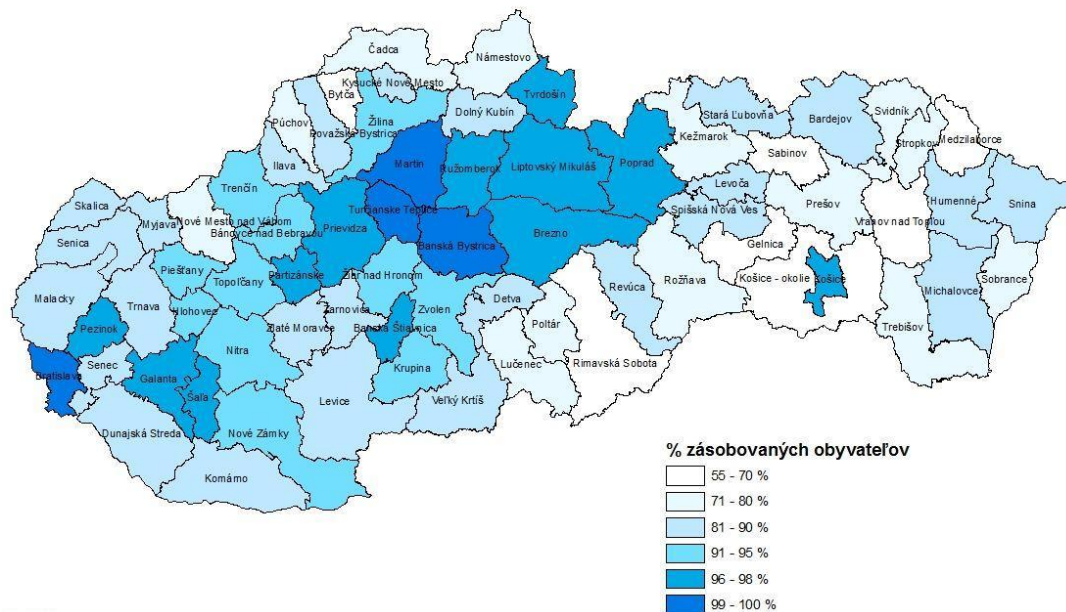 Čadca
Námestovo
Kysucké Nové Mesto
Bytča
Tvrdošín
Púchov
Dolný Kubín
Považská Bystrica
Žilina
Stará Ľubovňa
Bardejov
Svidník
Medzilaborce
Stropkov
Kežmarok
Sabinov
Ilava
Martin
Ružomberok
Liptovský Mikuláš
Poprad
Levoča
Trenčín
Prešov
Humenné
Snina
Skalica
Myjava
Nové Mesto nad Váhom
Turčianske Teplice
Spišská Nová Ves
Vranov nad Topľou
Bánovce nad Bebravou
Prievidza
Banská Bystrica
Brezno
Gelnica
Senica
Piešťany
Topoľčany
Partizánske
Žiar nad Hronom
Revúca
Rožňava
Košice - okolie
Košice
Sobrance
Malacky
Trnava
Hlohovec
Zlaté Moravce
Žarnovica
Banská Štiavnica
Zvolen
Detva
Poltár
Michalovce
Trebišov
Pezinok
Nitra
Senec
Bratislava
Galanta
Šaľa
Krupina
Lučenec
Rimavská Sobota
Levice
Veľký Krtíš
Dunajská Streda
Nové Zámky
Komárno
% zásobovaných obyvateľov
55 - 70 %
71 - 80 %
81 - 90 %
91 - 95 %
96 - 98 %
99 - 100 %